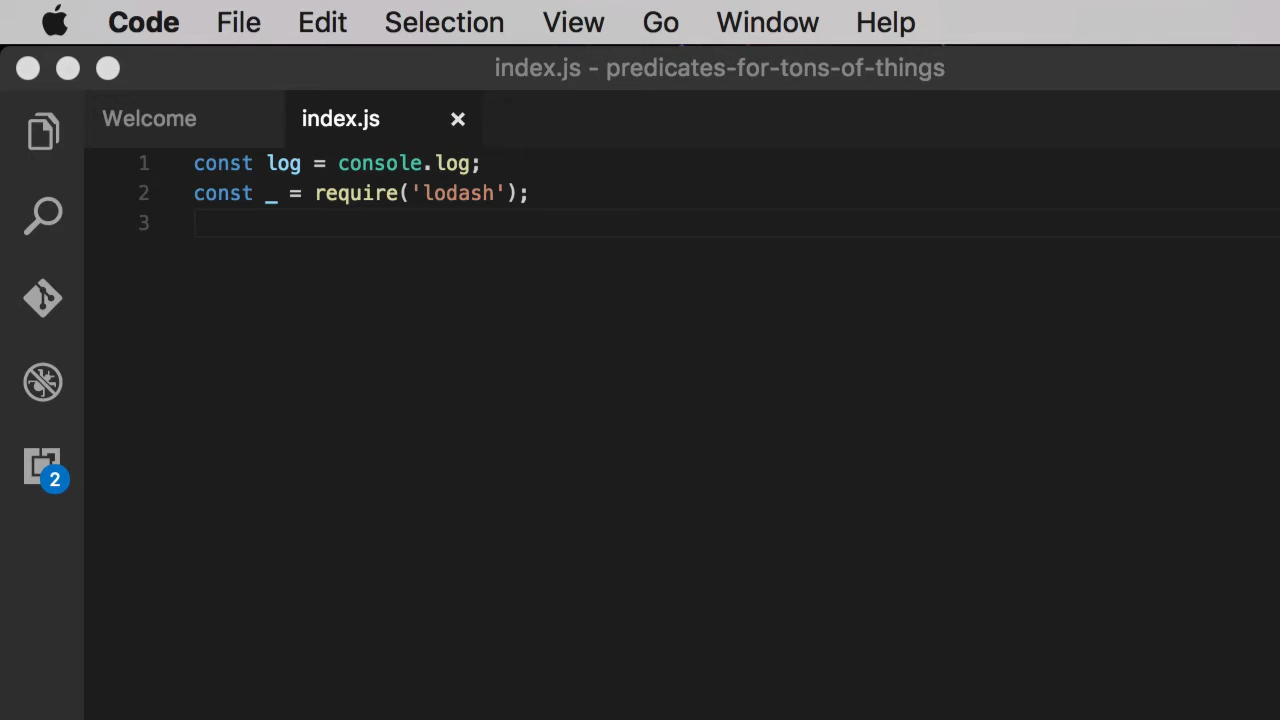 Code File Edit Selection View Go Window Help
index.js - predicates-for-tons-of-things
Welcome index.js
1 const log = console.log;
2 const _ = require('lodash');
3
2